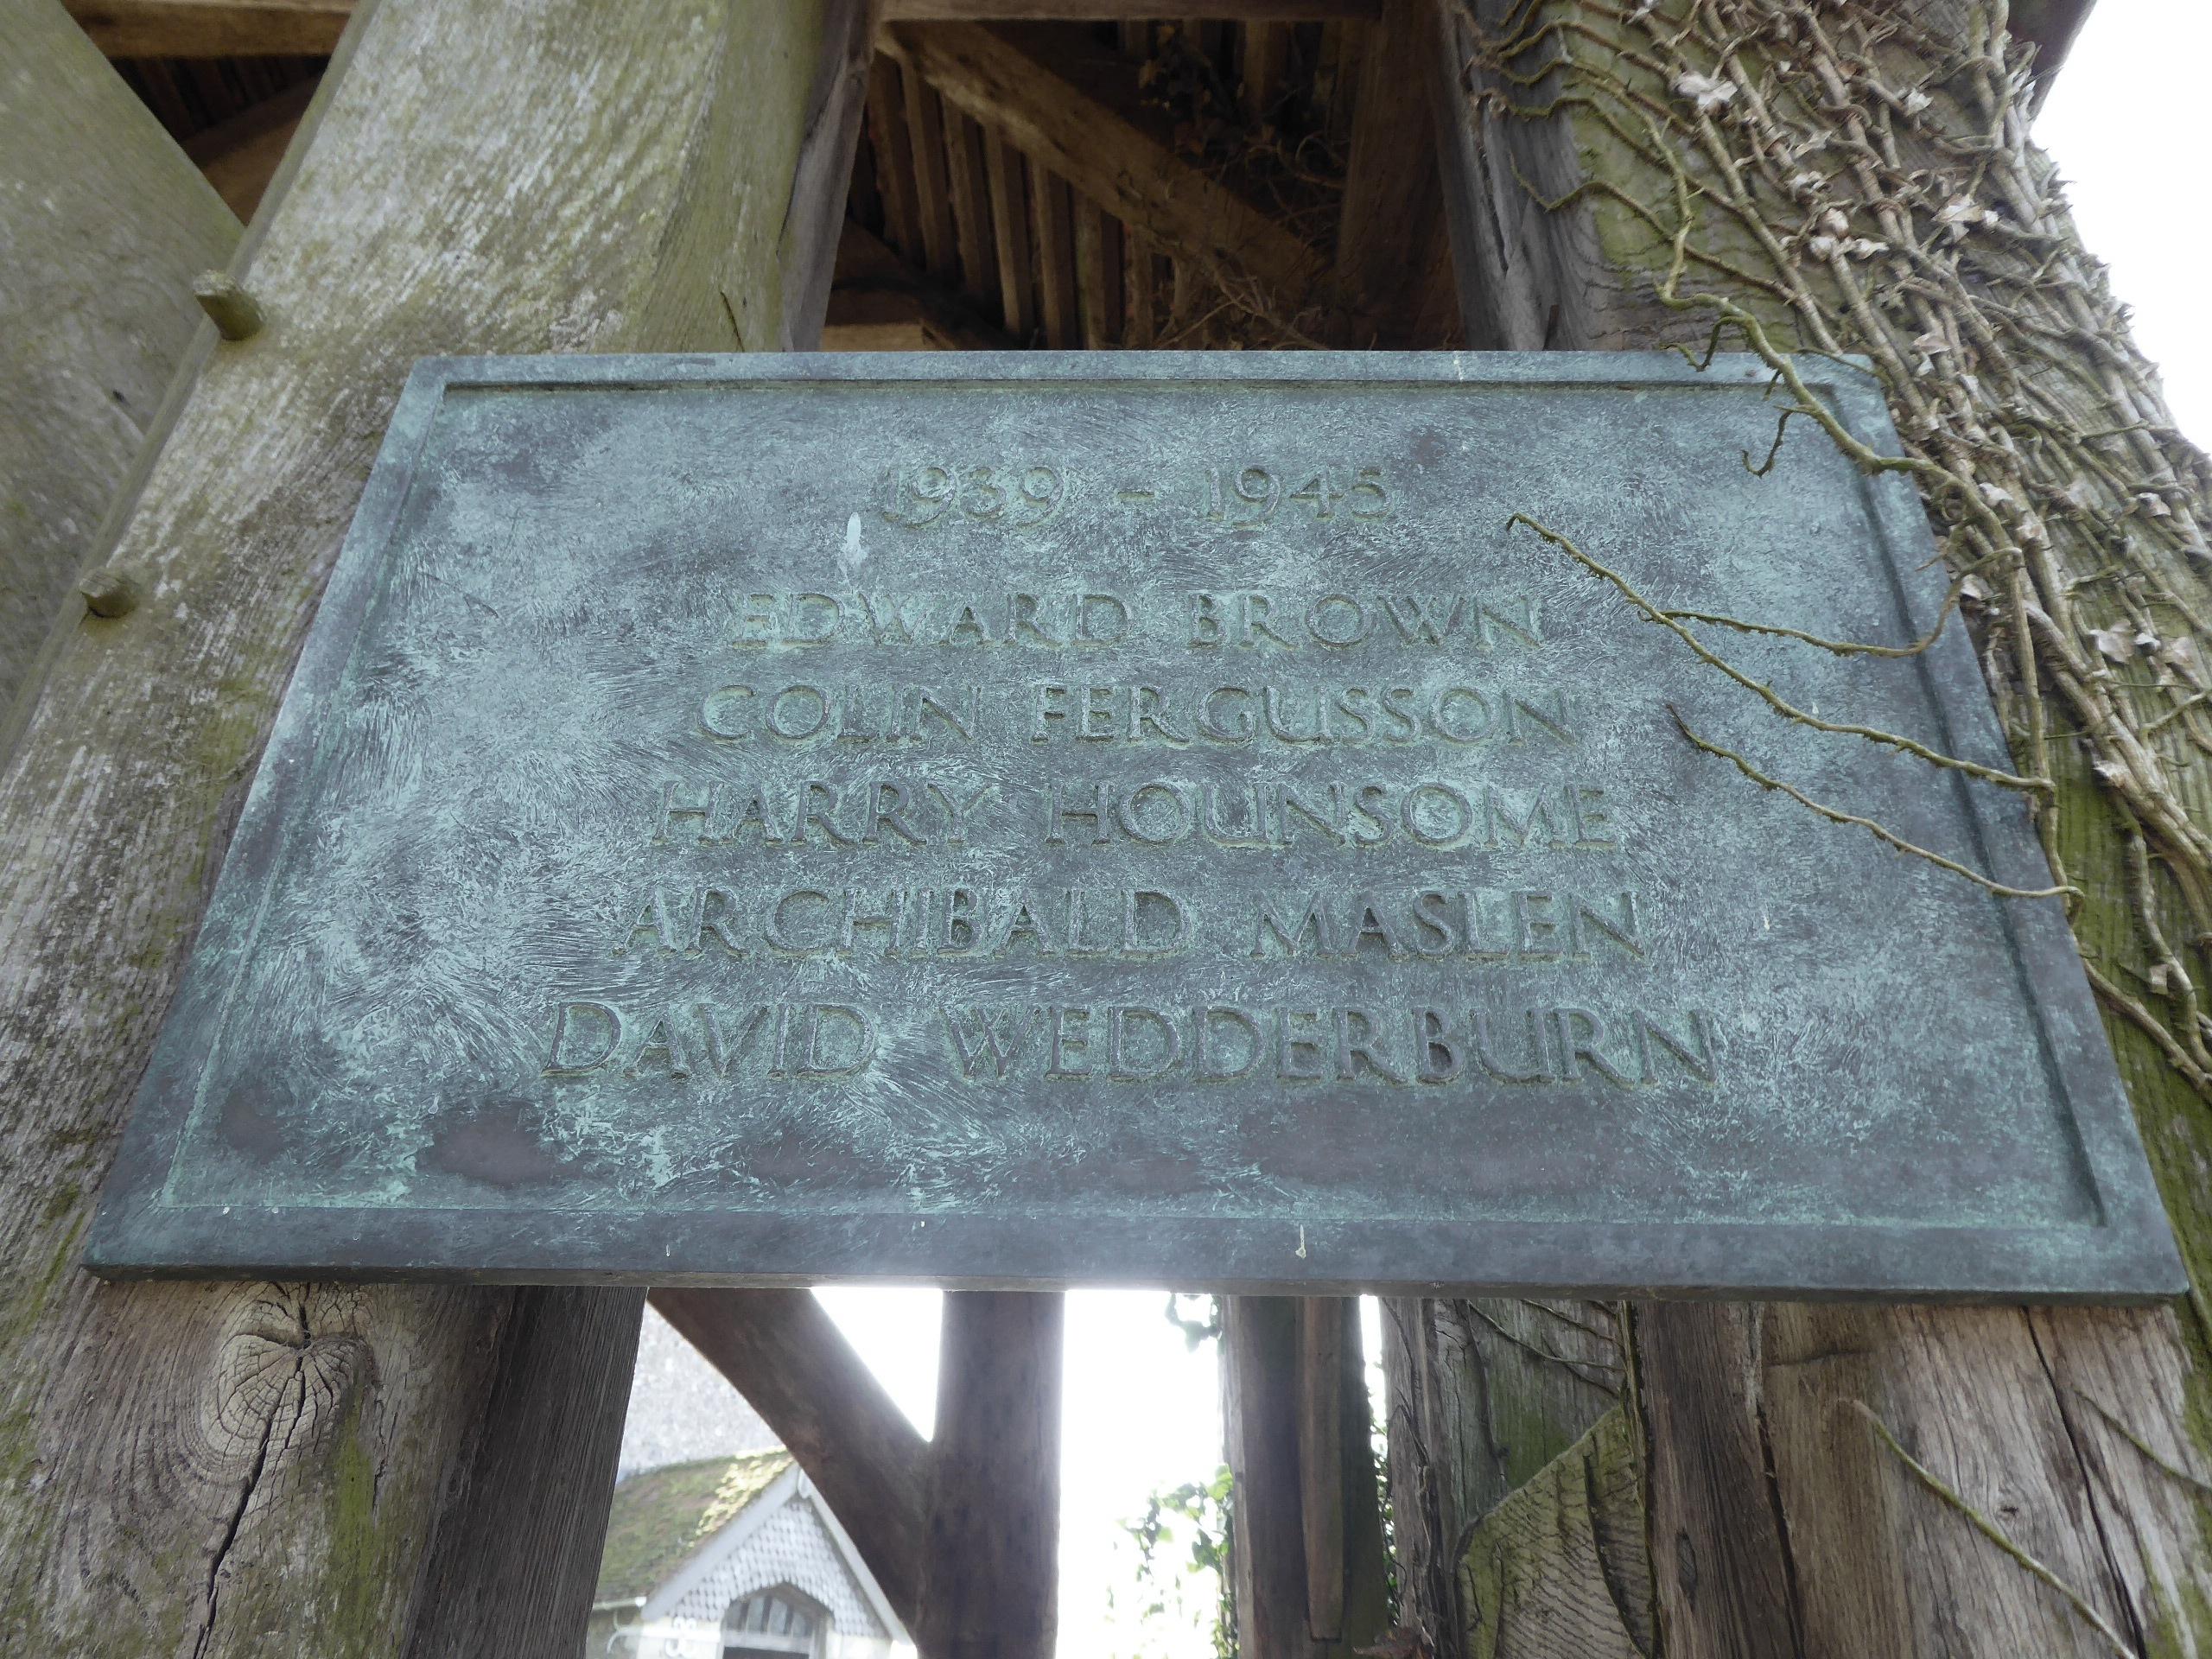 1939 - 1945
EDWARD BROWN
COLIN FERGUSSON
HARRY HOUNSOME
ARCHIBALD MASLEN
DAVID WEDDERBURN